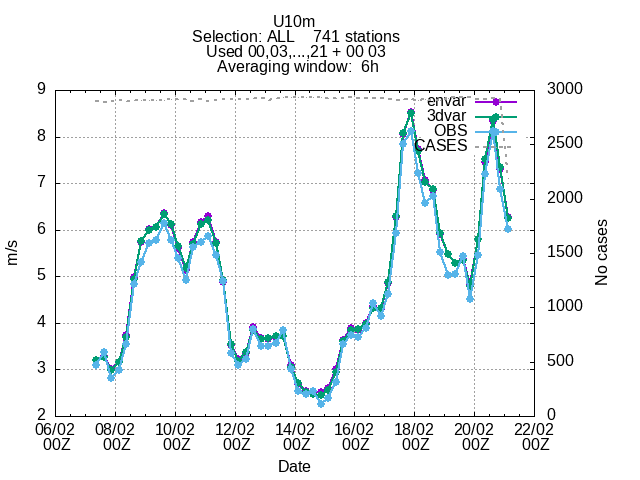 U10m
Selection: ALL    741 stations
Used 00,03,...,21 + 00 03
Averaging window:  6h
9 3000
envar
3dvar
OBS
CASES
8 2500
7 2000
6 1500
5 1000
4
3 500
2 0
m/s
No cases
06/02 08/02 10/02 12/02 14/02 16/02 18/02 20/02 22/02
00Z 00Z 00Z 00Z 00Z 00Z 00Z 00Z 00Z
Date